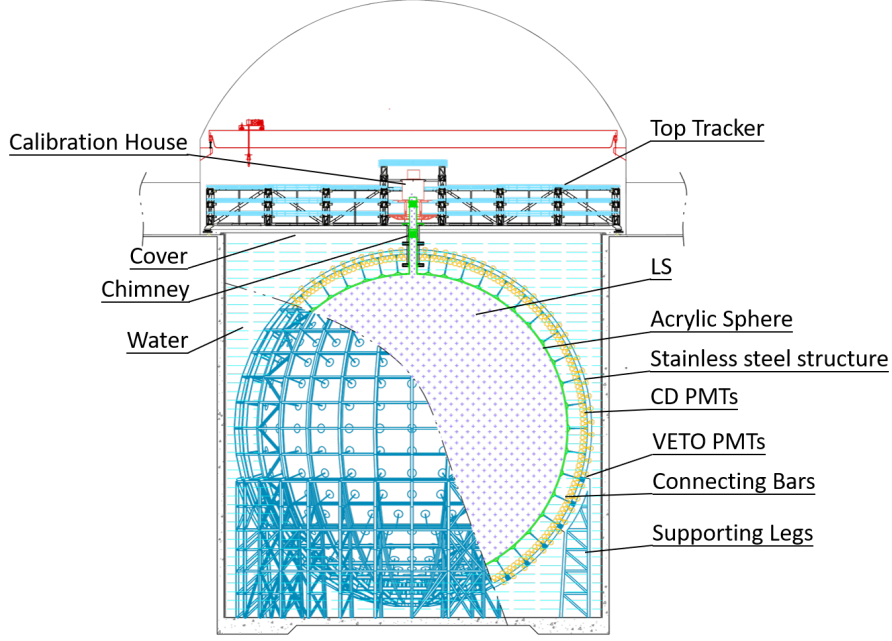 Calibration House
Top Tracker
Cover
Chimney
Water
LS
Acrylic Sphere
Stainless steel structure
CD PMTs
VETO PMTs
Connecting Bars
Supporting Legs